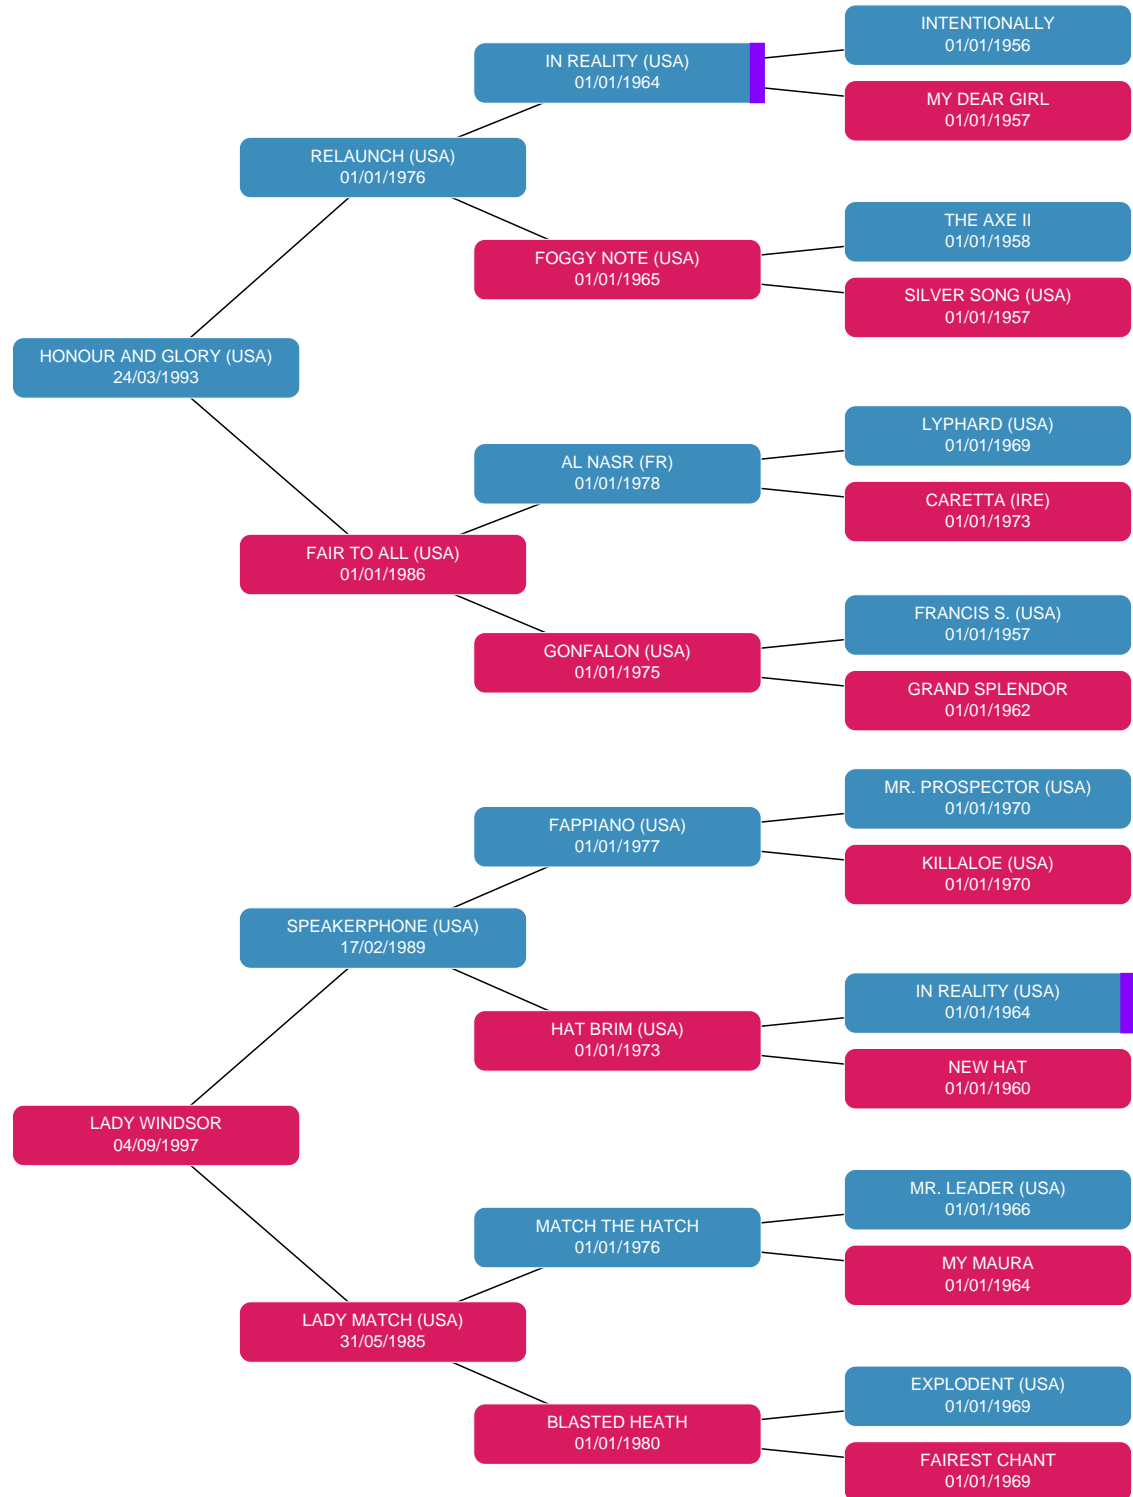 INTENTIONALLY
01/01/1956
IN REALITY (USA)
01/01/1964
MY DEAR GIRL
01/01/1957
RELAUNCH (USA)
01/01/1976
THE AXE II
01/01/1958
FOGGY NOTE (USA)
01/01/1965
SILVER SONG (USA)
01/01/1957
HONOUR AND GLORY (USA)
24/03/1993
LYPHARD (USA)
01/01/1969
AL NASR (FR)
01/01/1978
CARETTA (IRE)
01/01/1973
FAIR TO ALL (USA)
01/01/1986
FRANCIS S. (USA)
01/01/1957
GONFALON (USA)
01/01/1975
GRAND SPLENDOR
01/01/1962
MR. PROSPECTOR (USA)
01/01/1970
FAPPIANO (USA)
01/01/1977
KILLALOE (USA)
01/01/1970
SPEAKERPHONE (USA)
17/02/1989
IN REALITY (USA)
01/01/1964
HAT BRIM (USA)
01/01/1973
NEW HAT
01/01/1960
LADY WINDSOR
04/09/1997
MR. LEADER (USA)
01/01/1966
MATCH THE HATCH
01/01/1976
MY MAURA
01/01/1964
LADY MATCH (USA)
31/05/1985
EXPLODENT (USA)
01/01/1969
BLASTED HEATH
01/01/1980
FAIREST CHANT
01/01/1969